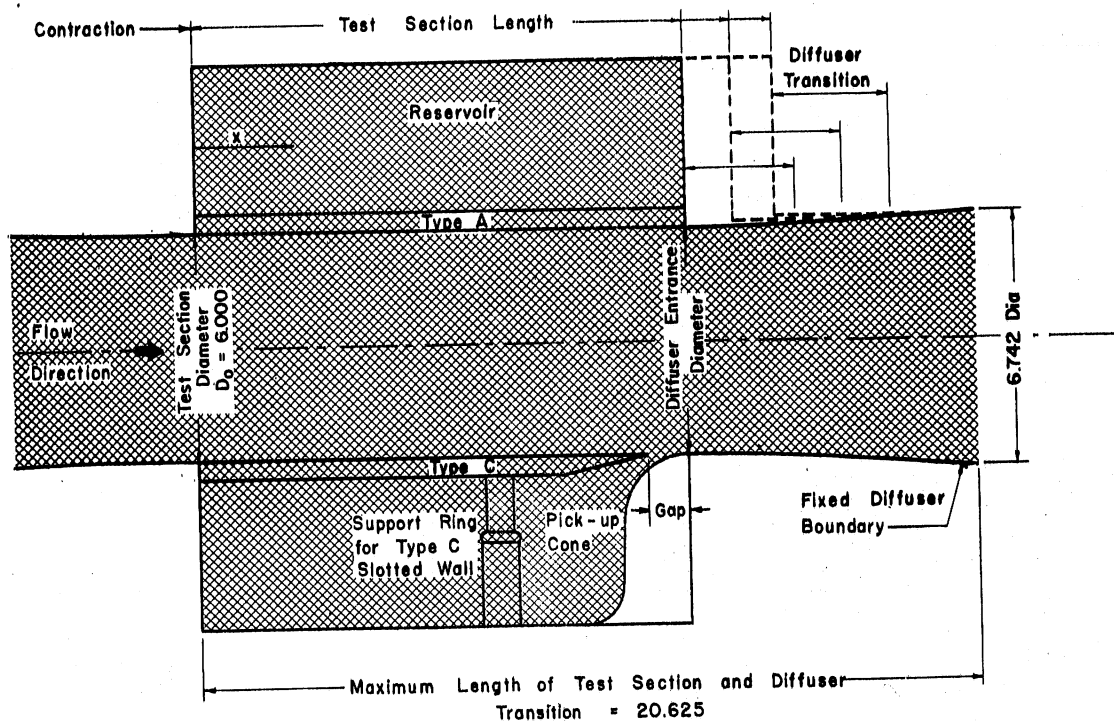 Contraction
Test Section Length
Diffuser
Transition
Reservoir
x
Type A
Flow
Direction
Test Section
Diameter
D₀ = 6.000
Diffuser Entrance
Diameter
6.742 Dia
Type C
Support Ring
for Type C
Slotted Wall
Pick-up
Cone
Gap
Fixed Diffuser
Boundary
Maximum Length of Test Section and Diffuser
Transition = 20.625